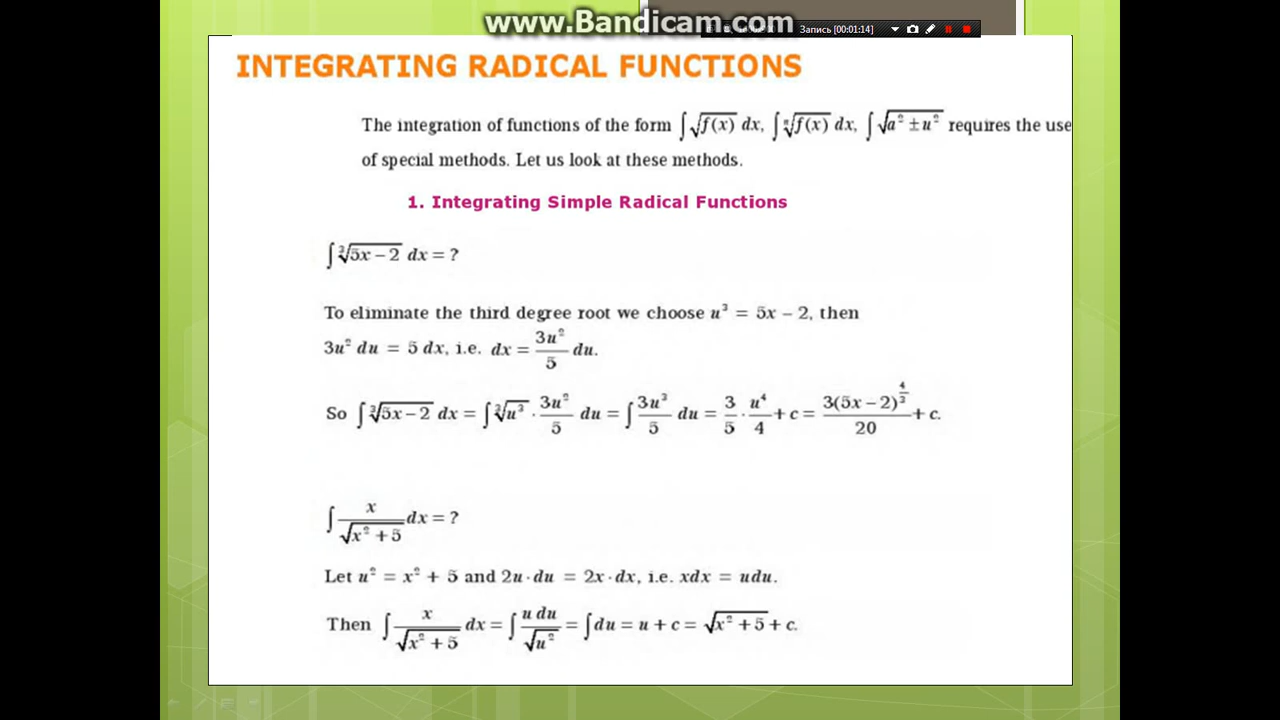 www.Bandicam.com
Запись [00:01:14]
INTEGRATING RADICAL FUNCTIONS
The integration of functions of the form ∫√f(x) dx, ∫ⁿ√f(x) dx, ∫√a² ± u² requires the use
of special methods. Let us look at these methods.
1. Integrating Simple Radical Functions
∫³√5x – 2 dx = ?
To eliminate the third degree root we choose u³ = 5x – 2, then
3u² du = 5 dx, i.e. dx = 3u²/5 du.
So ∫³√5x – 2 dx = ∫³√u³ · 3u²/5 du = ∫ 3u³/5 du = 3/5 · u⁴/4 + c = 3(5x – 2)^(4/3)/20 + c.
∫ x/√x² + 5 dx = ?
Let u² = x² + 5 and 2u · du = 2x · dx, i.e. xdx = udu.
Then ∫ x/√x² + 5 dx = ∫ u du/√u² = ∫ du = u + c = √x² + 5 + c.